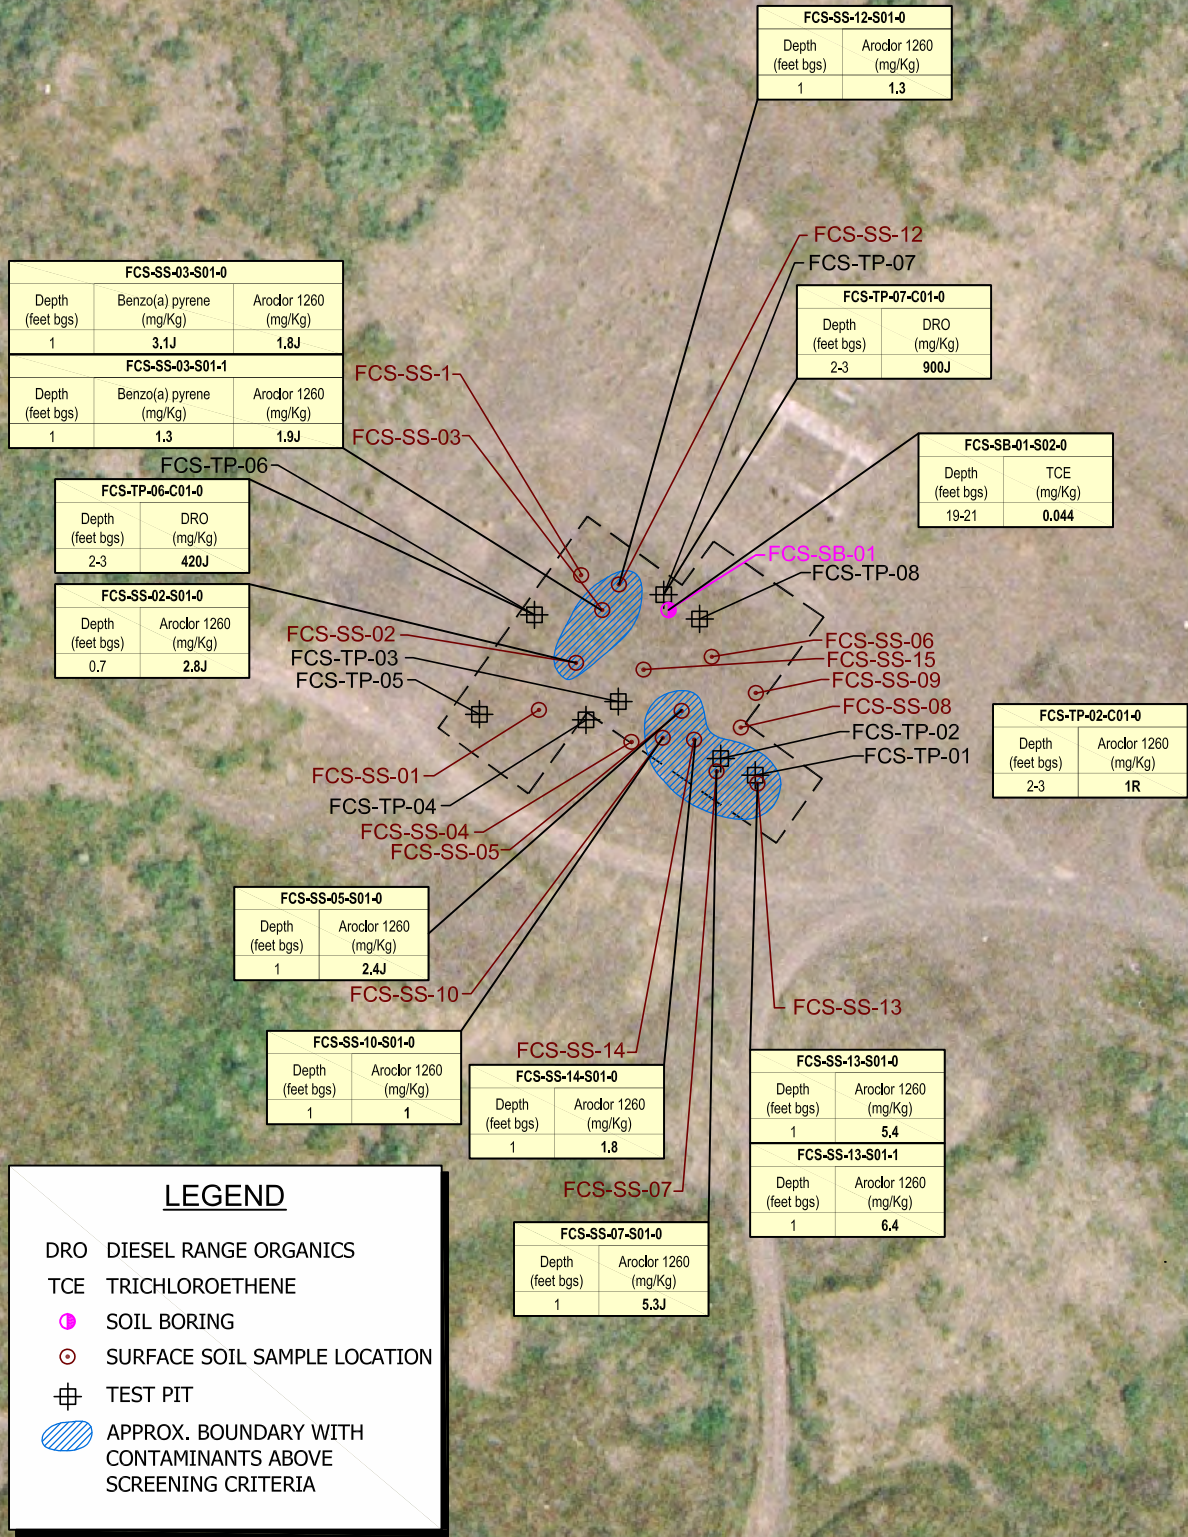 FCS-SS-12-S01-0
Depth (feet bgs) Aroclor 1260 (mg/Kg)
1 1.3
FCS-SS-12
FCS-TP-07
FCS-SS-03-S01-0
Depth (feet bgs) Benzo(a) pyrene (mg/Kg) Aroclor 1260 (mg/Kg)
1 3.1J 1.8J
FCS-SS-03-S01-1
Depth (feet bgs) Benzo(a) pyrene (mg/Kg) Aroclor 1260 (mg/Kg)
1 1.3 1.9J
FCS-TP-07-C01-0
Depth (feet bgs) DRO (mg/Kg)
2-3 900J
FCS-SS-1
FCS-SS-03
FCS-TP-06
FCS-SB-01-S02-0
Depth (feet bgs) TCE (mg/Kg)
19-21 0.044
FCS-TP-06-C01-0
Depth (feet bgs) DRO (mg/Kg)
2-3 420J
FCS-SB-01
FCS-TP-08
FCS-SS-02-S01-0
Depth (feet bgs) Aroclor 1260 (mg/Kg)
0.7 2.8J
FCS-SS-02
FCS-TP-03
FCS-TP-05
FCS-SS-06
FCS-SS-15
FCS-SS-09
FCS-SS-08
FCS-TP-02
FCS-TP-01
FCS-TP-02-C01-0
Depth (feet bgs) Aroclor 1260 (mg/Kg)
2-3 1R
FCS-SS-01
FCS-TP-04
FCS-SS-04
FCS-SS-05
FCS-SS-05-S01-0
Depth (feet bgs) Aroclor 1260 (mg/Kg)
1 2.4J
FCS-SS-10
FCS-SS-13
FCS-SS-10-S01-0
Depth (feet bgs) Aroclor 1260 (mg/Kg)
1 1
FCS-SS-14
FCS-SS-14-S01-0
Depth (feet bgs) Aroclor 1260 (mg/Kg)
1 1.8
FCS-SS-13-S01-0
Depth (feet bgs) Aroclor 1260 (mg/Kg)
1 5.4
FCS-SS-13-S01-1
Depth (feet bgs) Aroclor 1260 (mg/Kg)
1 6.4
FCS-SS-07
FCS-SS-07-S01-0
Depth (feet bgs) Aroclor 1260 (mg/Kg)
1 5.3J
LEGEND
DRO DIESEL RANGE ORGANICS
TCE TRICHLOROETHENE
SOIL BORING
SURFACE SOIL SAMPLE LOCATION
TEST PIT
APPROX. BOUNDARY WITH
CONTAMINANTS ABOVE
SCREENING CRITERIA